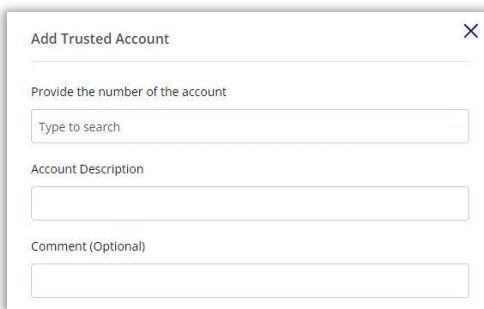 Add Trusted Account
Provide the number of the account
Type to search
Account Description
Comment (Optional)